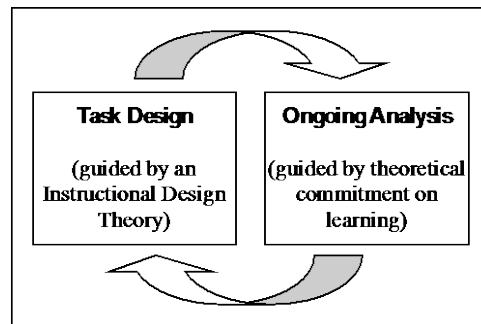 Task Design
(guided by an
Instructional Design
Theory)
Ongoing Analysis
(guided by theoretical
commitment on
learning)